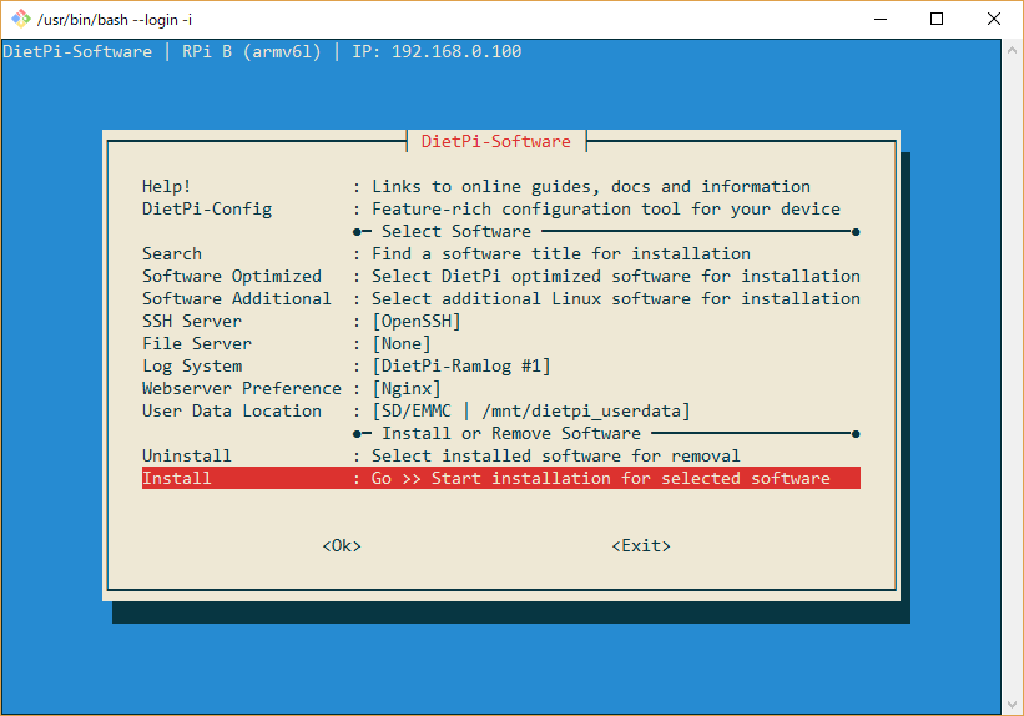 /usr/bin/bash --login -i
DietPi-Software | RPi B (armv6l) | IP: 192.168.0.100
DietPi-Software
Help! : Links to online guides, docs and information
DietPi-Config : Feature-rich configuration tool for your device
●─ Select Software ─●
Search : Find a software title for installation
Software Optimized : Select DietPi optimized software for installation
Software Additional : Select additional Linux software for installation
SSH Server : [OpenSSH]
File Server : [None]
Log System : [DietPi-Ramlog #1]
Webserver Preference : [Nginx]
User Data Location : [SD/EMMC | /mnt/dietpi_userdata]
●─ Install or Remove Software ─●
Uninstall : Select installed software for removal
Install : Go >> Start installation for selected software
<Ok> <Exit>